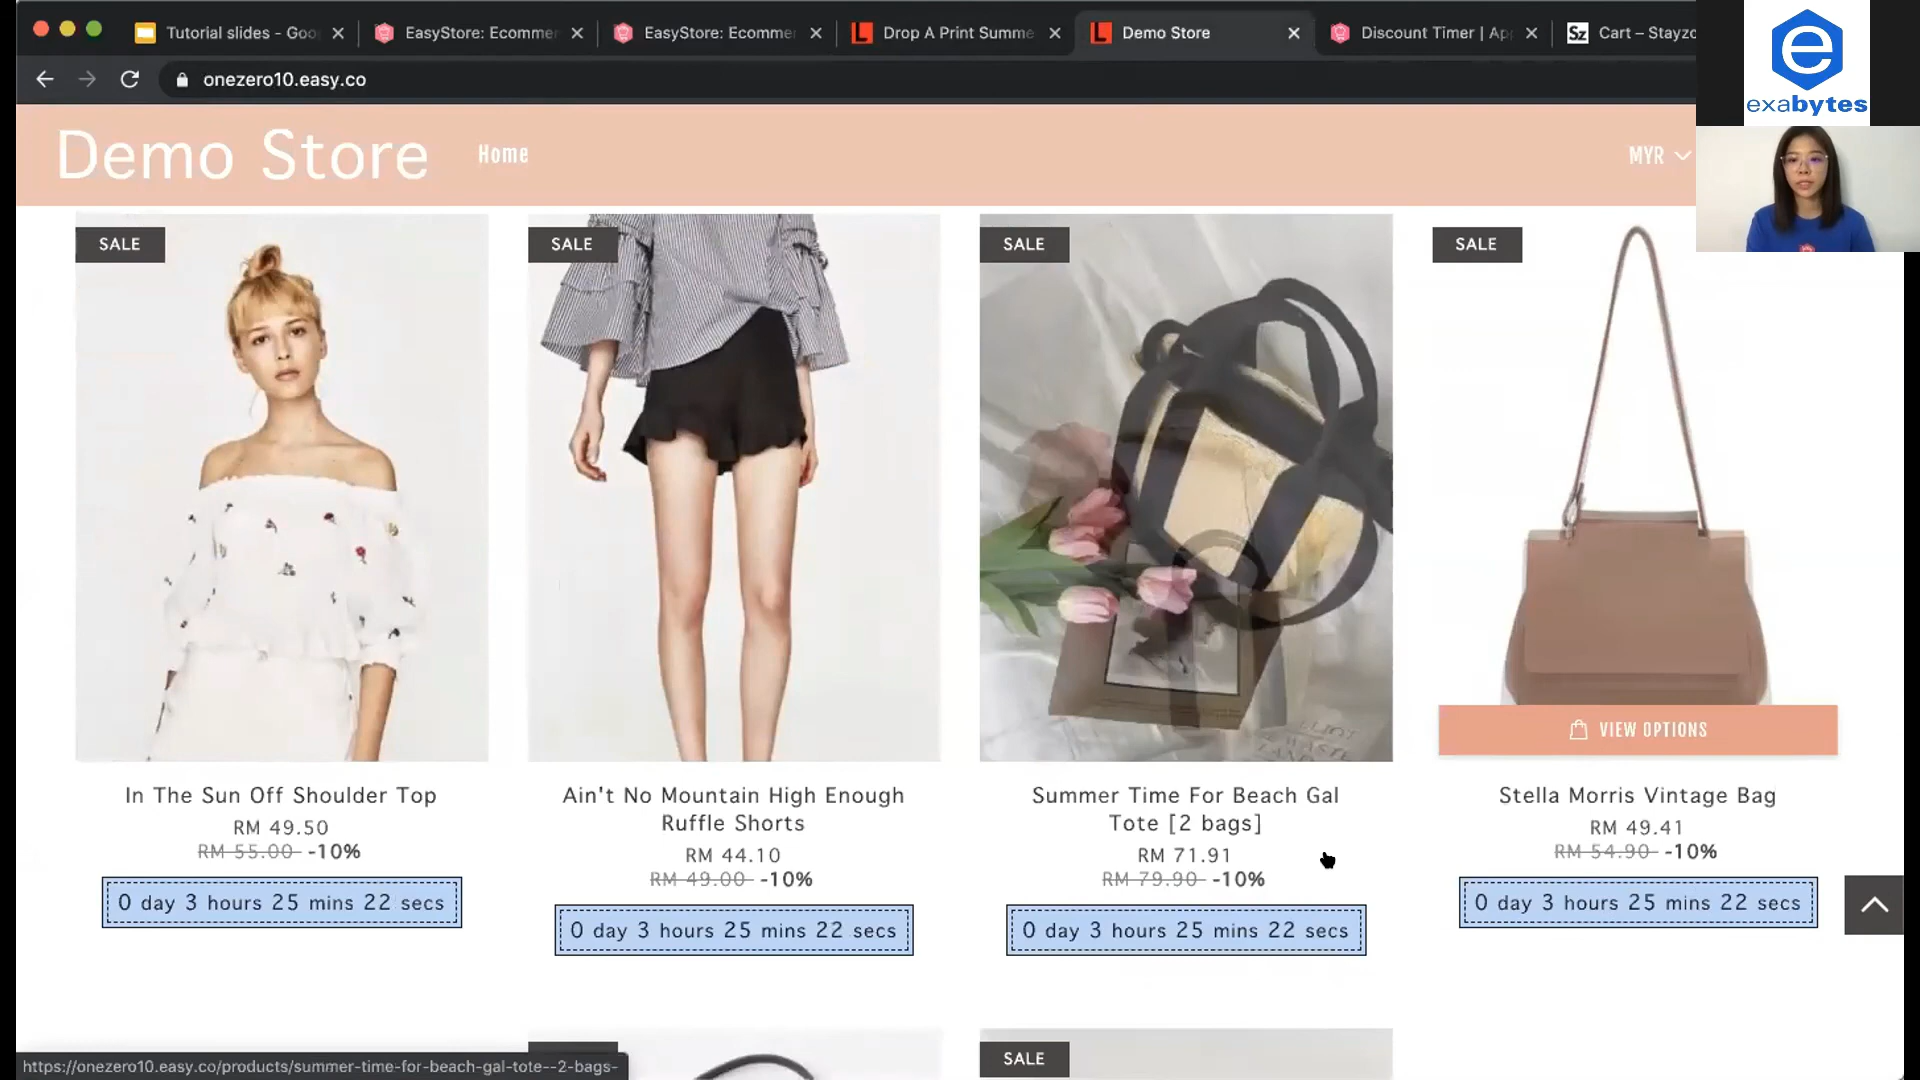 Tutorial slides - Goo
EasyStore: Ecommer
EasyStore: Ecommer
Drop A Print Summe
Demo Store
Discount Timer | Ap
Cart – Stayzo
onezero10.easy.co
exabytes
Demo Store
Home
MYR
SALE
SALE
SALE
SALE
VIEW OPTIONS
In The Sun Off Shoulder Top
RM 49.50
RM 55.00 -10%
0 day 3 hours 25 mins 22 secs
Ain't No Mountain High Enough
Ruffle Shorts
RM 44.10
RM 49.00 -10%
0 day 3 hours 25 mins 22 secs
Summer Time For Beach Gal
Tote [2 bags]
RM 71.91
RM 79.90 -10%
0 day 3 hours 25 mins 22 secs
Stella Morris Vintage Bag
RM 49.41
RM 54.90 -10%
0 day 3 hours 25 mins 22 secs
SALE
https://onezero10.easy.co/products/summer-time-for-beach-gal-tote--2-bags-